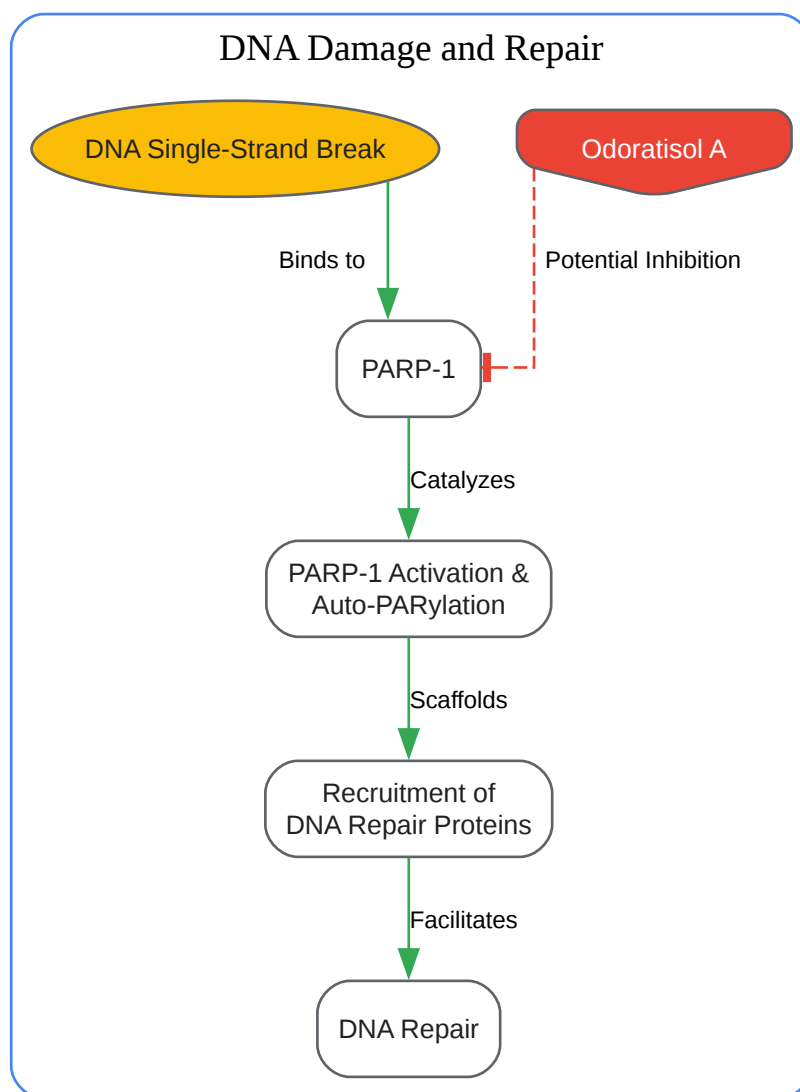 DNA Damage and Repair
DNA Single-Strand Break
Odoratisol A
Binds to
Potential Inhibition
PARP-1
Catalyzes
PARP-1 Activation &
Auto-PARylation
Scaffolds
Recruitment of
DNA Repair Proteins
Facilitates
DNA Repair